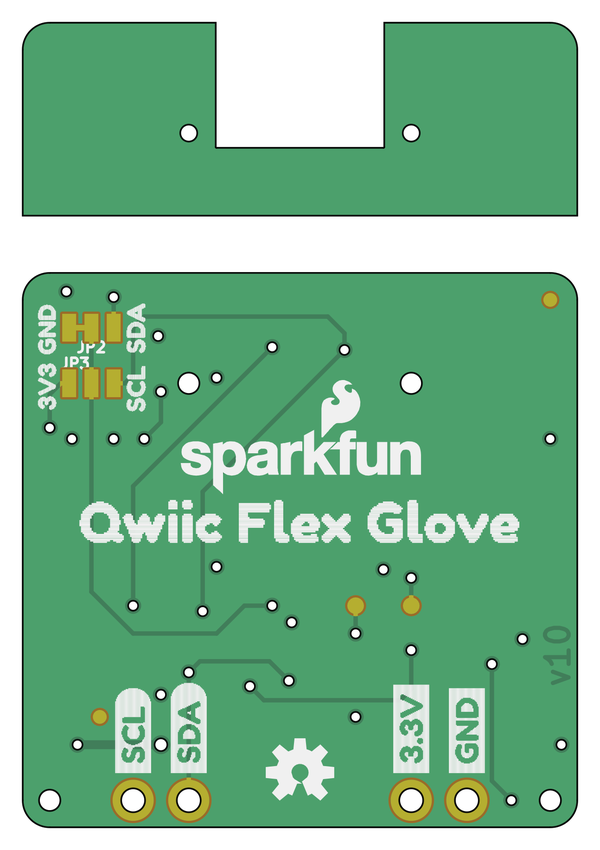 GND SDA
JP2
JP3
3V3 SCL
sparkfun
Qwiic Flex Glove
v10
SCL SDA 3.3V GND